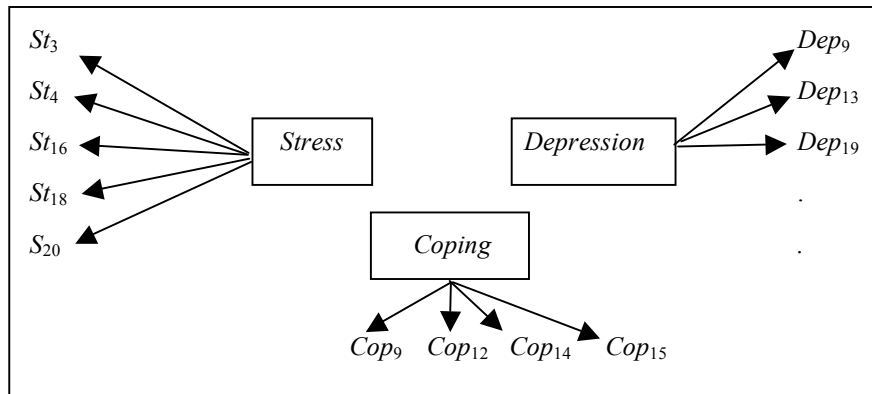 St3
St4
St16
St18
S20
Stress
Depression
Dep9
Dep13
Dep19
.
.
Coping
Cop9 Cop12 Cop14 Cop15